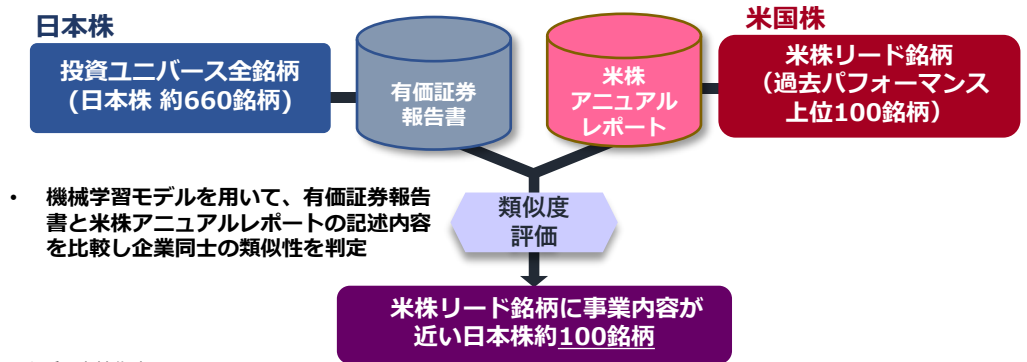 日本株
米国株
投資ユニバース全銘柄
(日本株 約660銘柄)
有価証券
報告書
米株
アニュアル
レポート
米株リード銘柄
（過去パフォーマンス
上位100銘柄）
• 機械学習モデルを用いて、有価証券報告
書と米株アニュアルレポートの記述内容
を比較し企業同士の類似性を判定
類似度
評価
米株リード銘柄に事業内容が
近い日本株約100銘柄